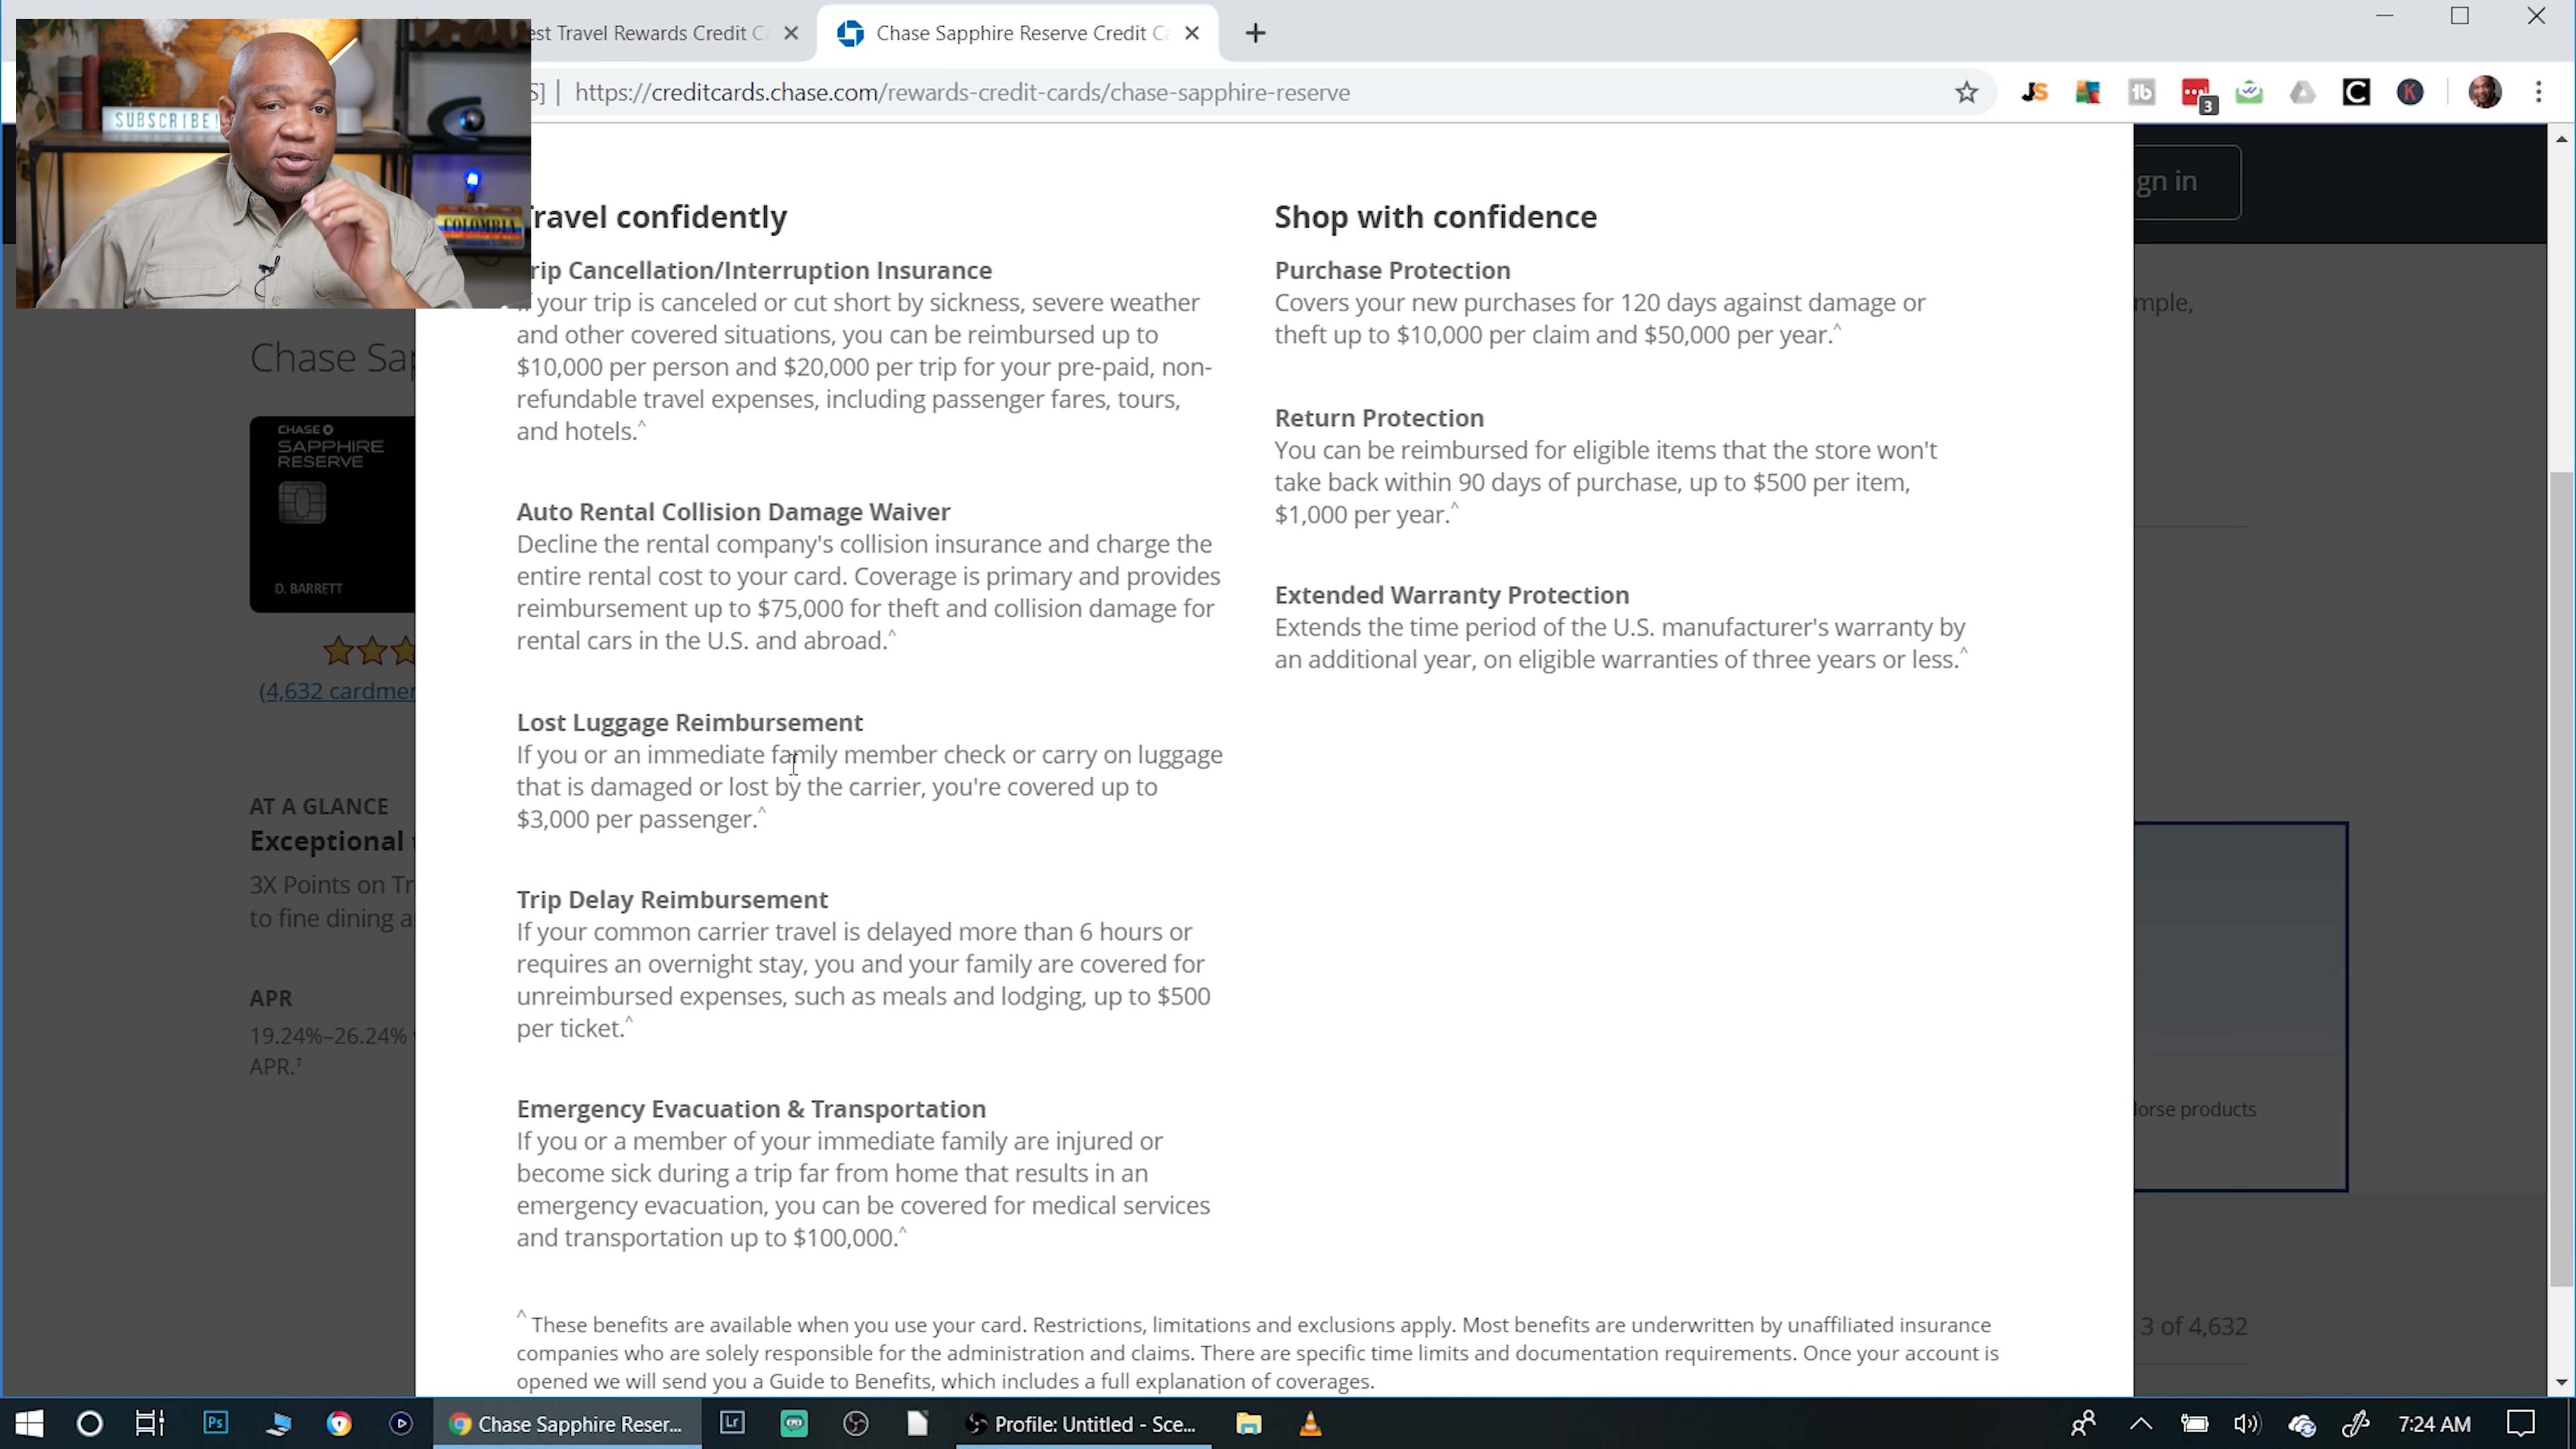 est Travel Rewards Credit C
Chase Sapphire Reserve Credit Ca
https://creditcards.chase.com/rewards-credit-cards/chase-sapphire-reserve
3
SUBSCRIBE!
COLOMBIA
gn in
Travel confidently
Trip Cancellation/Interruption Insurance
If your trip is canceled or cut short by sickness, severe weather
and other covered situations, you can be reimbursed up to
$10,000 per person and $20,000 per trip for your pre-paid, non-
refundable travel expenses, including passenger fares, tours,
and hotels.^
Auto Rental Collision Damage Waiver
Decline the rental company's collision insurance and charge the
entire rental cost to your card. Coverage is primary and provides
reimbursement up to $75,000 for theft and collision damage for
rental cars in the U.S. and abroad.^
Lost Luggage Reimbursement
If you or an immediate family member check or carry on luggage
that is damaged or lost by the carrier, you're covered up to
$3,000 per passenger.^
Trip Delay Reimbursement
If your common carrier travel is delayed more than 6 hours or
requires an overnight stay, you and your family are covered for
unreimbursed expenses, such as meals and lodging, up to $500
per ticket.^
Emergency Evacuation & Transportation
If you or a member of your immediate family are injured or
become sick during a trip far from home that results in an
emergency evacuation, you can be covered for medical services
and transportation up to $100,000.^
Shop with confidence
Purchase Protection
Covers your new purchases for 120 days against damage or
theft up to $10,000 per claim and $50,000 per year.^
Return Protection
You can be reimbursed for eligible items that the store won't
take back within 90 days of purchase, up to $500 per item,
$1,000 per year.^
Extended Warranty Protection
Extends the time period of the U.S. manufacturer's warranty by
an additional year, on eligible warranties of three years or less.^
^ These benefits are available when you use your card. Restrictions, limitations and exclusions apply. Most benefits are underwritten by unaffiliated insurance
companies who are solely responsible for the administration and claims. There are specific time limits and documentation requirements. Once your account is
opened we will send you a Guide to Benefits, which includes a full explanation of coverages.
Chase Sap
CHASE
SAPPHIRE
RESERVE
D. BARRETT
(4,632 cardmem
AT A GLANCE
Exceptional t
3X Points on Tr
to fine dining a
APR
19.24%–26.24% v
APR.†
mple,
dorse products
3 of 4,632
Ps
Chase Sapphire Reser...
Lr
Profile: Untitled - Sce...
7:24 AM